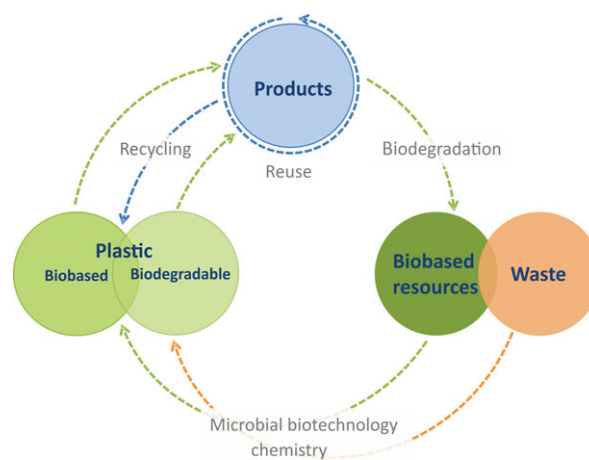 Products
Recycling
Reuse
Biodegradation
Plastic
Biobased
Biodegradable
Biobased
resources
Waste
Microbial biotechnology
chemistry